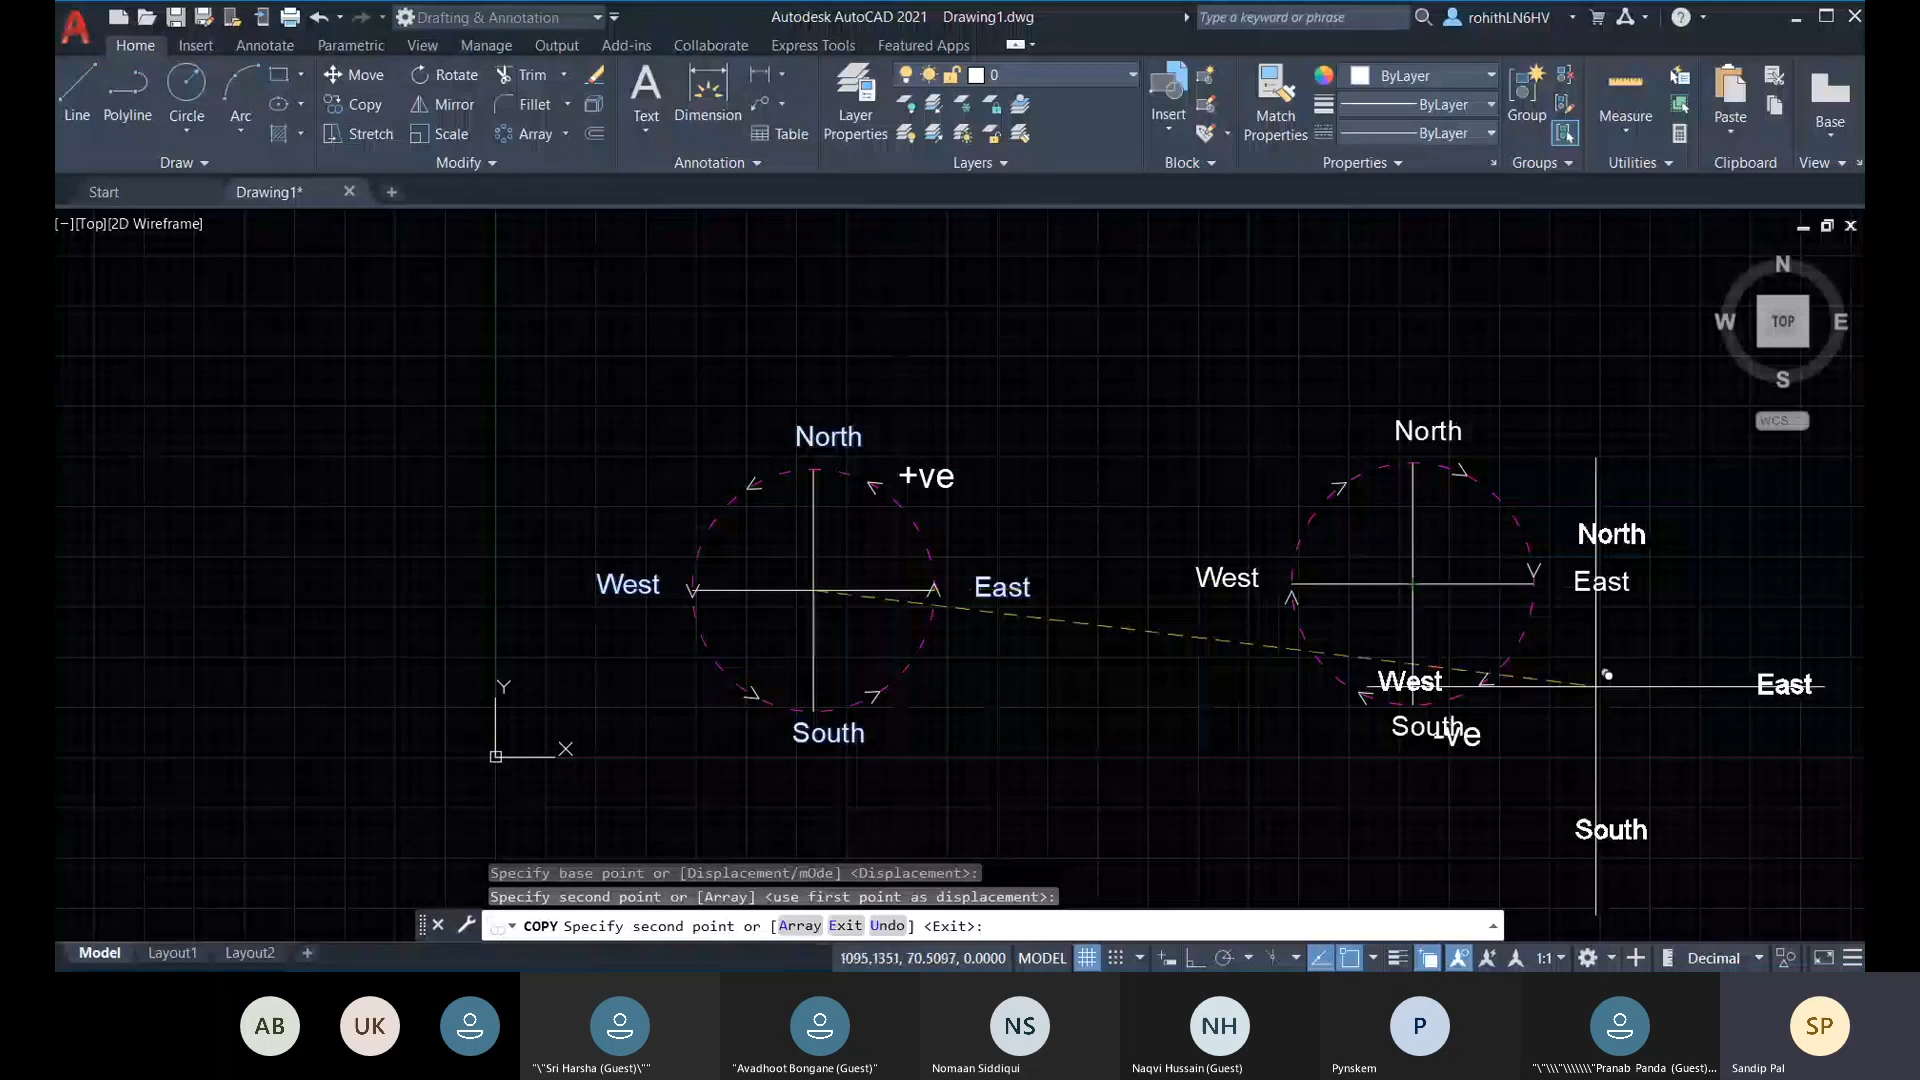 Drafting & Annotation
Autodesk AutoCAD 2021 Drawing1.dwg
Type a keyword or phrase
rohithLN6HV
Home Insert Annotate Parametric View Manage Output Add-ins Collaborate Express Tools Featured Apps
Line Polyline Circle Arc
Move Rotate Trim
Copy Mirror Fillet
Stretch Scale Array
Text Dimension Table
Layer Properties
0
Insert
Match Properties
ByLayer
ByLayer
ByLayer
Group
Measure
Paste
Base
Draw Modify Annotation Layers Block Properties Groups Utilities Clipboard View
Start Drawing1*
[−][Top][2D Wireframe]
N
W TOP E
S
WCS
North
+ve
West East
South
North
West East
South
-ve
North
West East
South
Y
X
Specify base point or [Displacement/mOde] <Displacement>:
Specify second point or [Array] <use first point as displacement>:
COPY Specify second point or [Array Exit Undo] <Exit>:
Model Layout1 Layout2
1095,1351, 70.5097, 0.0000 MODEL 1:1 Decimal
AB UK NS NH P SP
"\"Sri Harsha (Guest)\"" "Avadhoot Bongane (Guest)" Nomaan Siddiqui Naqvi Hussain (Guest) Pynskem "\"\\\"\\\\\\\"Pranab Panda (Guest)... Sandip Pal